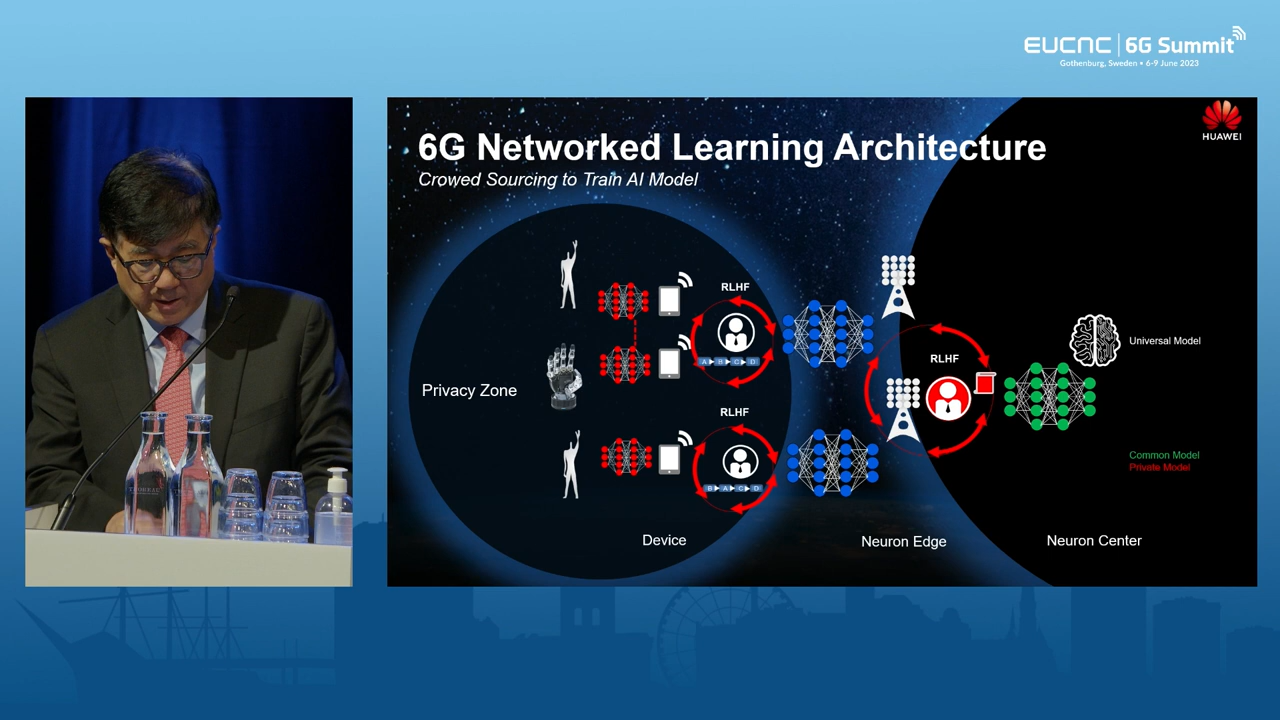 EUCNC | 6G Summit
Gothenburg, Sweden • 6-9 June 2023
HUAWEI
6G Networked Learning Architecture
Crowed Sourcing to Train AI Model
RLHF
A B C D
RLHF
Universal Model
Privacy Zone
RLHF
B A C D
Common Model
Private Model
Device
Neuron Edge
Neuron Center